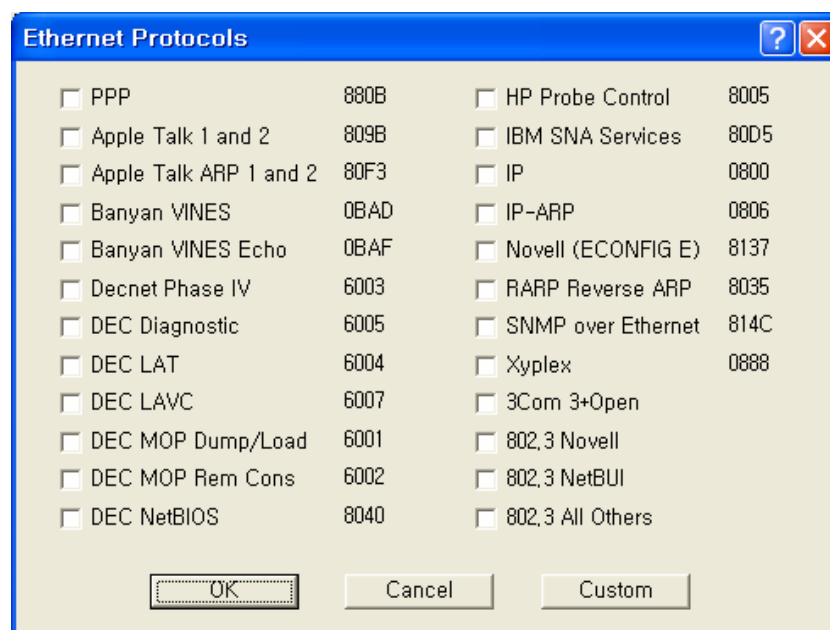 Ethernet Protocols
PPP 880B
Apple Talk 1 and 2 809B
Apple Talk ARP 1 and 2 80F3
Banyan VINES 0BAD
Banyan VINES Echo 0BAF
Decnet Phase IV 6003
DEC Diagnostic 6005
DEC LAT 6004
DEC LAVC 6007
DEC MOP Dump/Load 6001
DEC MOP Rem Cons 6002
DEC NetBIOS 8040
HP Probe Control 8005
IBM SNA Services 80D5
IP 0800
IP-ARP 0806
Novell (ECONFIG E) 8137
RARP Reverse ARP 8035
SNMP over Ethernet 814C
Xyplex 0888
3Com 3+Open
802.3 Novell
802.3 NetBUI
802.3 All Others
OK Cancel Custom